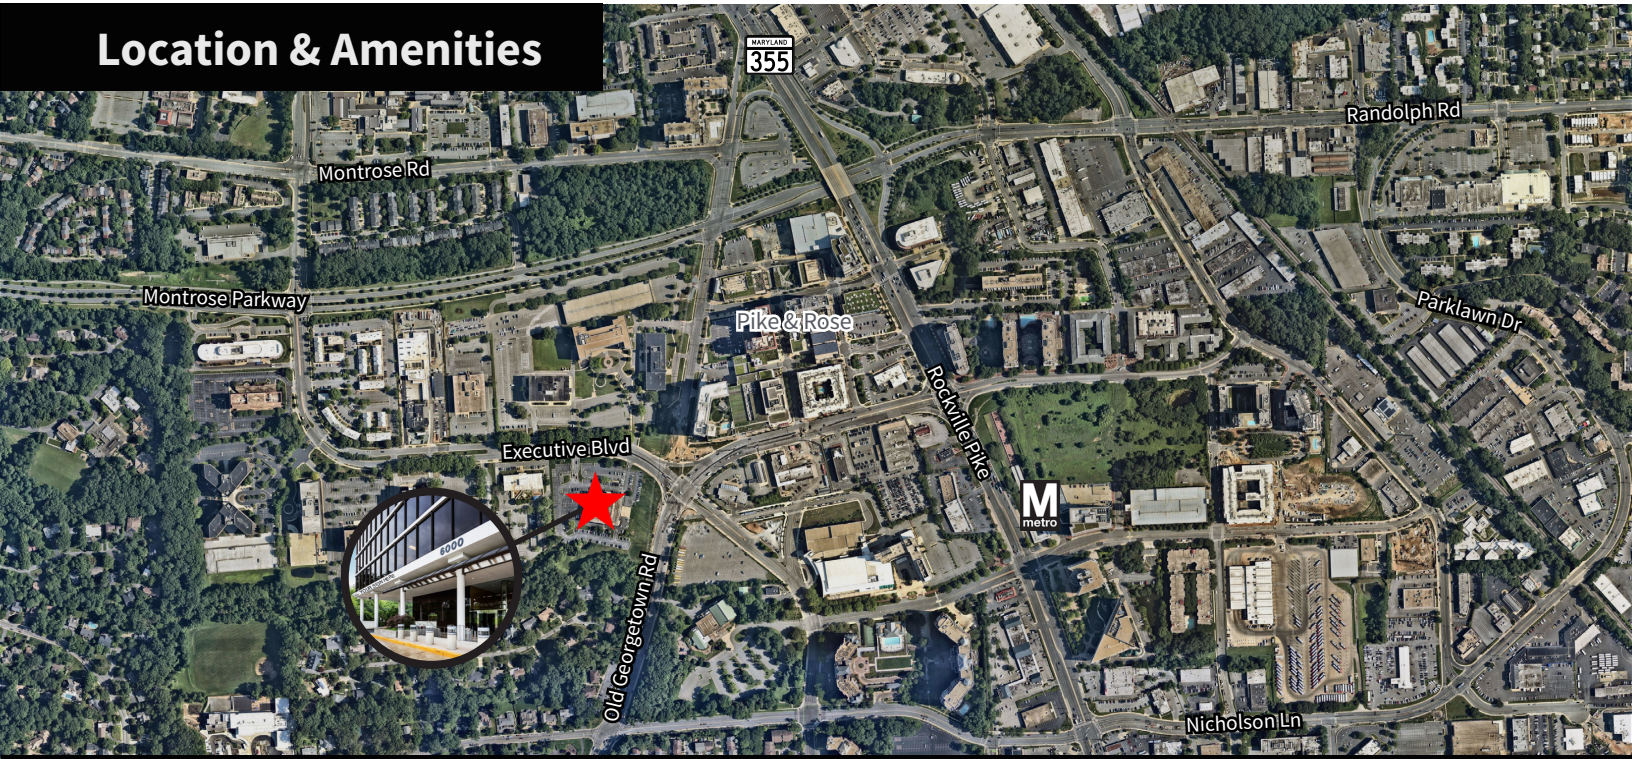 Location & Amenities
MARYLAND
355
Randolph Rd
Montrose Rd
Montrose Parkway
Parklawn Dr
Pike & Rose
Rockville Pike
Executive Blvd
M
metro
6000
Old Georgetown Rd
Nicholson Ln